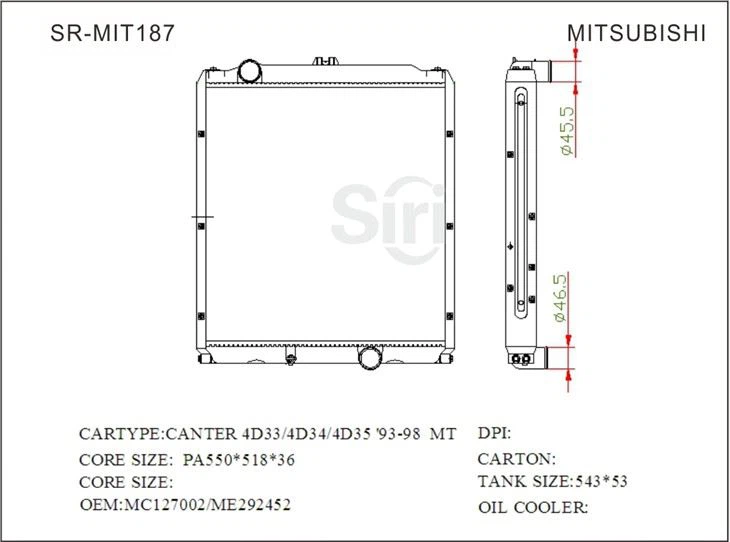 SR-MIT187
MITSUBISHI
ø45.5
Siri
ø46.5
CARTYPE:CANTER 4D33/4D34/4D35 '93-98 MT
CORE SIZE: PA550*518*36
CORE SIZE:
OEM:MC127002/ME292452
DPI:
CARTON:
TANK SIZE:543*53
OIL COOLER: